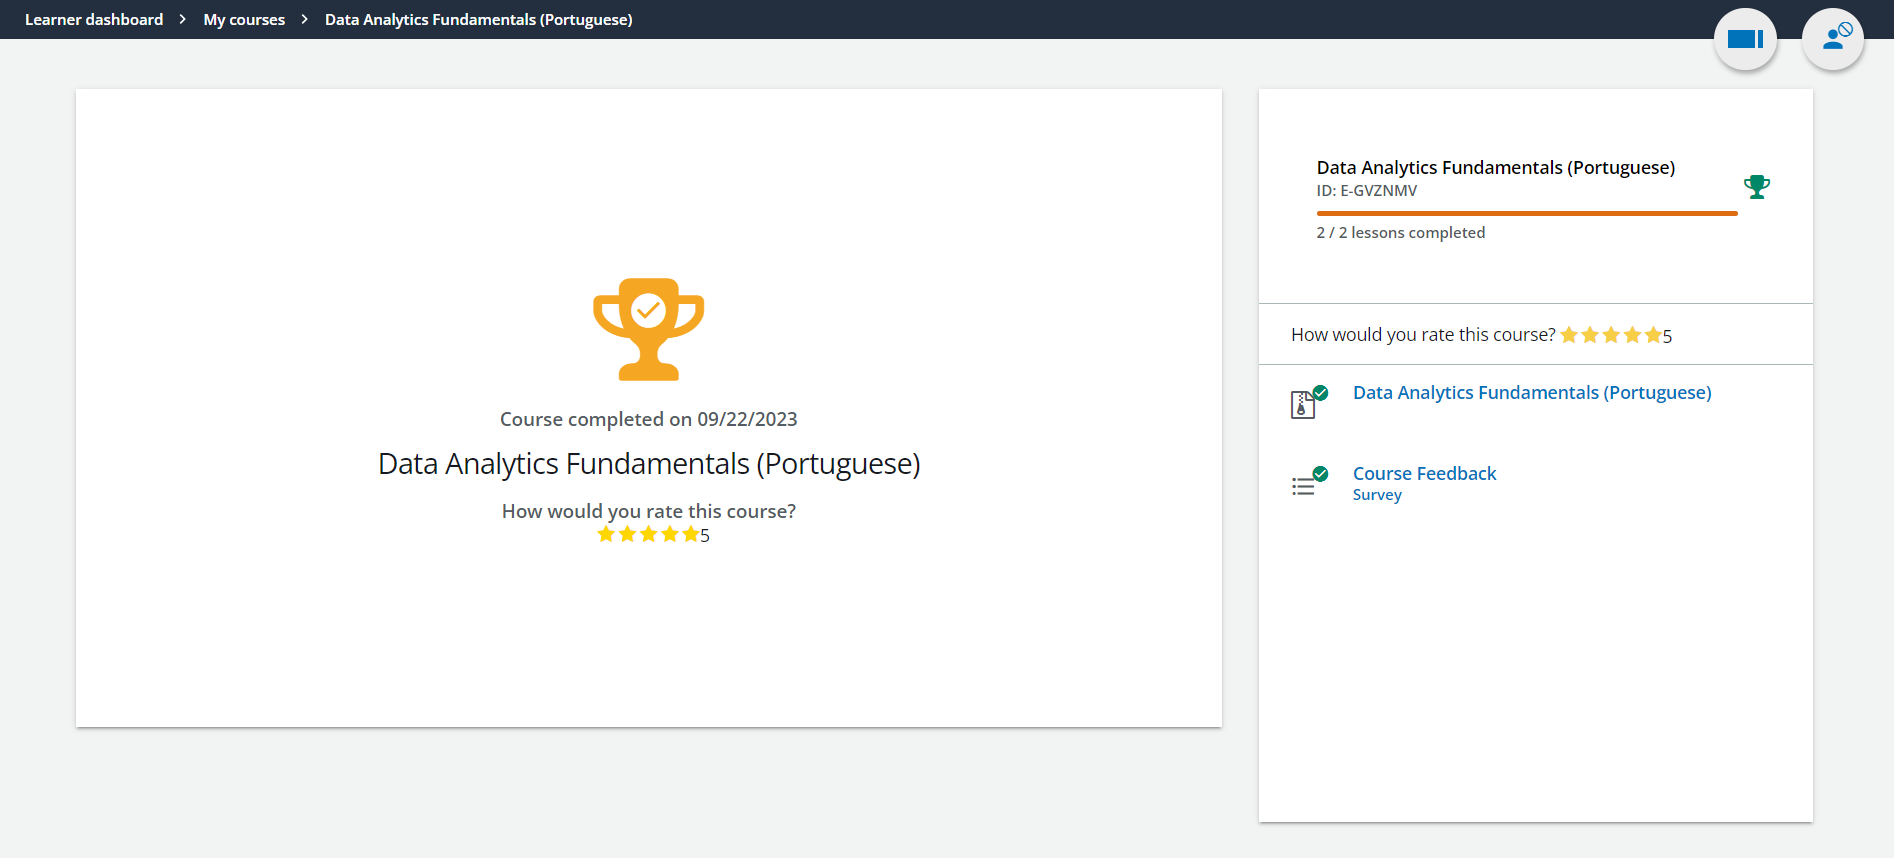 Learner dashboard > My courses > Data Analytics Fundamentals (Portuguese)
Course completed on 09/22/2023
Data Analytics Fundamentals (Portuguese)
How would you rate this course?
5
Data Analytics Fundamentals (Portuguese)
ID: E-GVZNMV
2 / 2 lessons completed
How would you rate this course? 5
Data Analytics Fundamentals (Portuguese)
Course Feedback
Survey